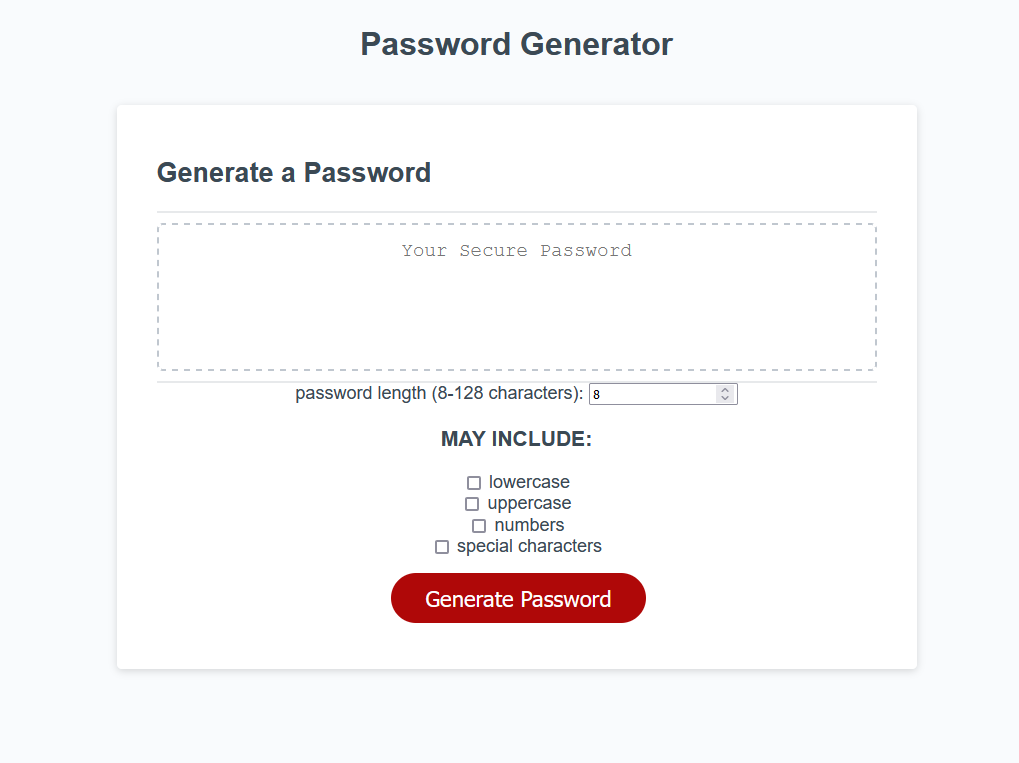 Password Generator
Generate a Password
Your Secure Password
password length (8-128 characters): 8
MAY INCLUDE:
lowercase
uppercase
numbers
special characters
Generate Password